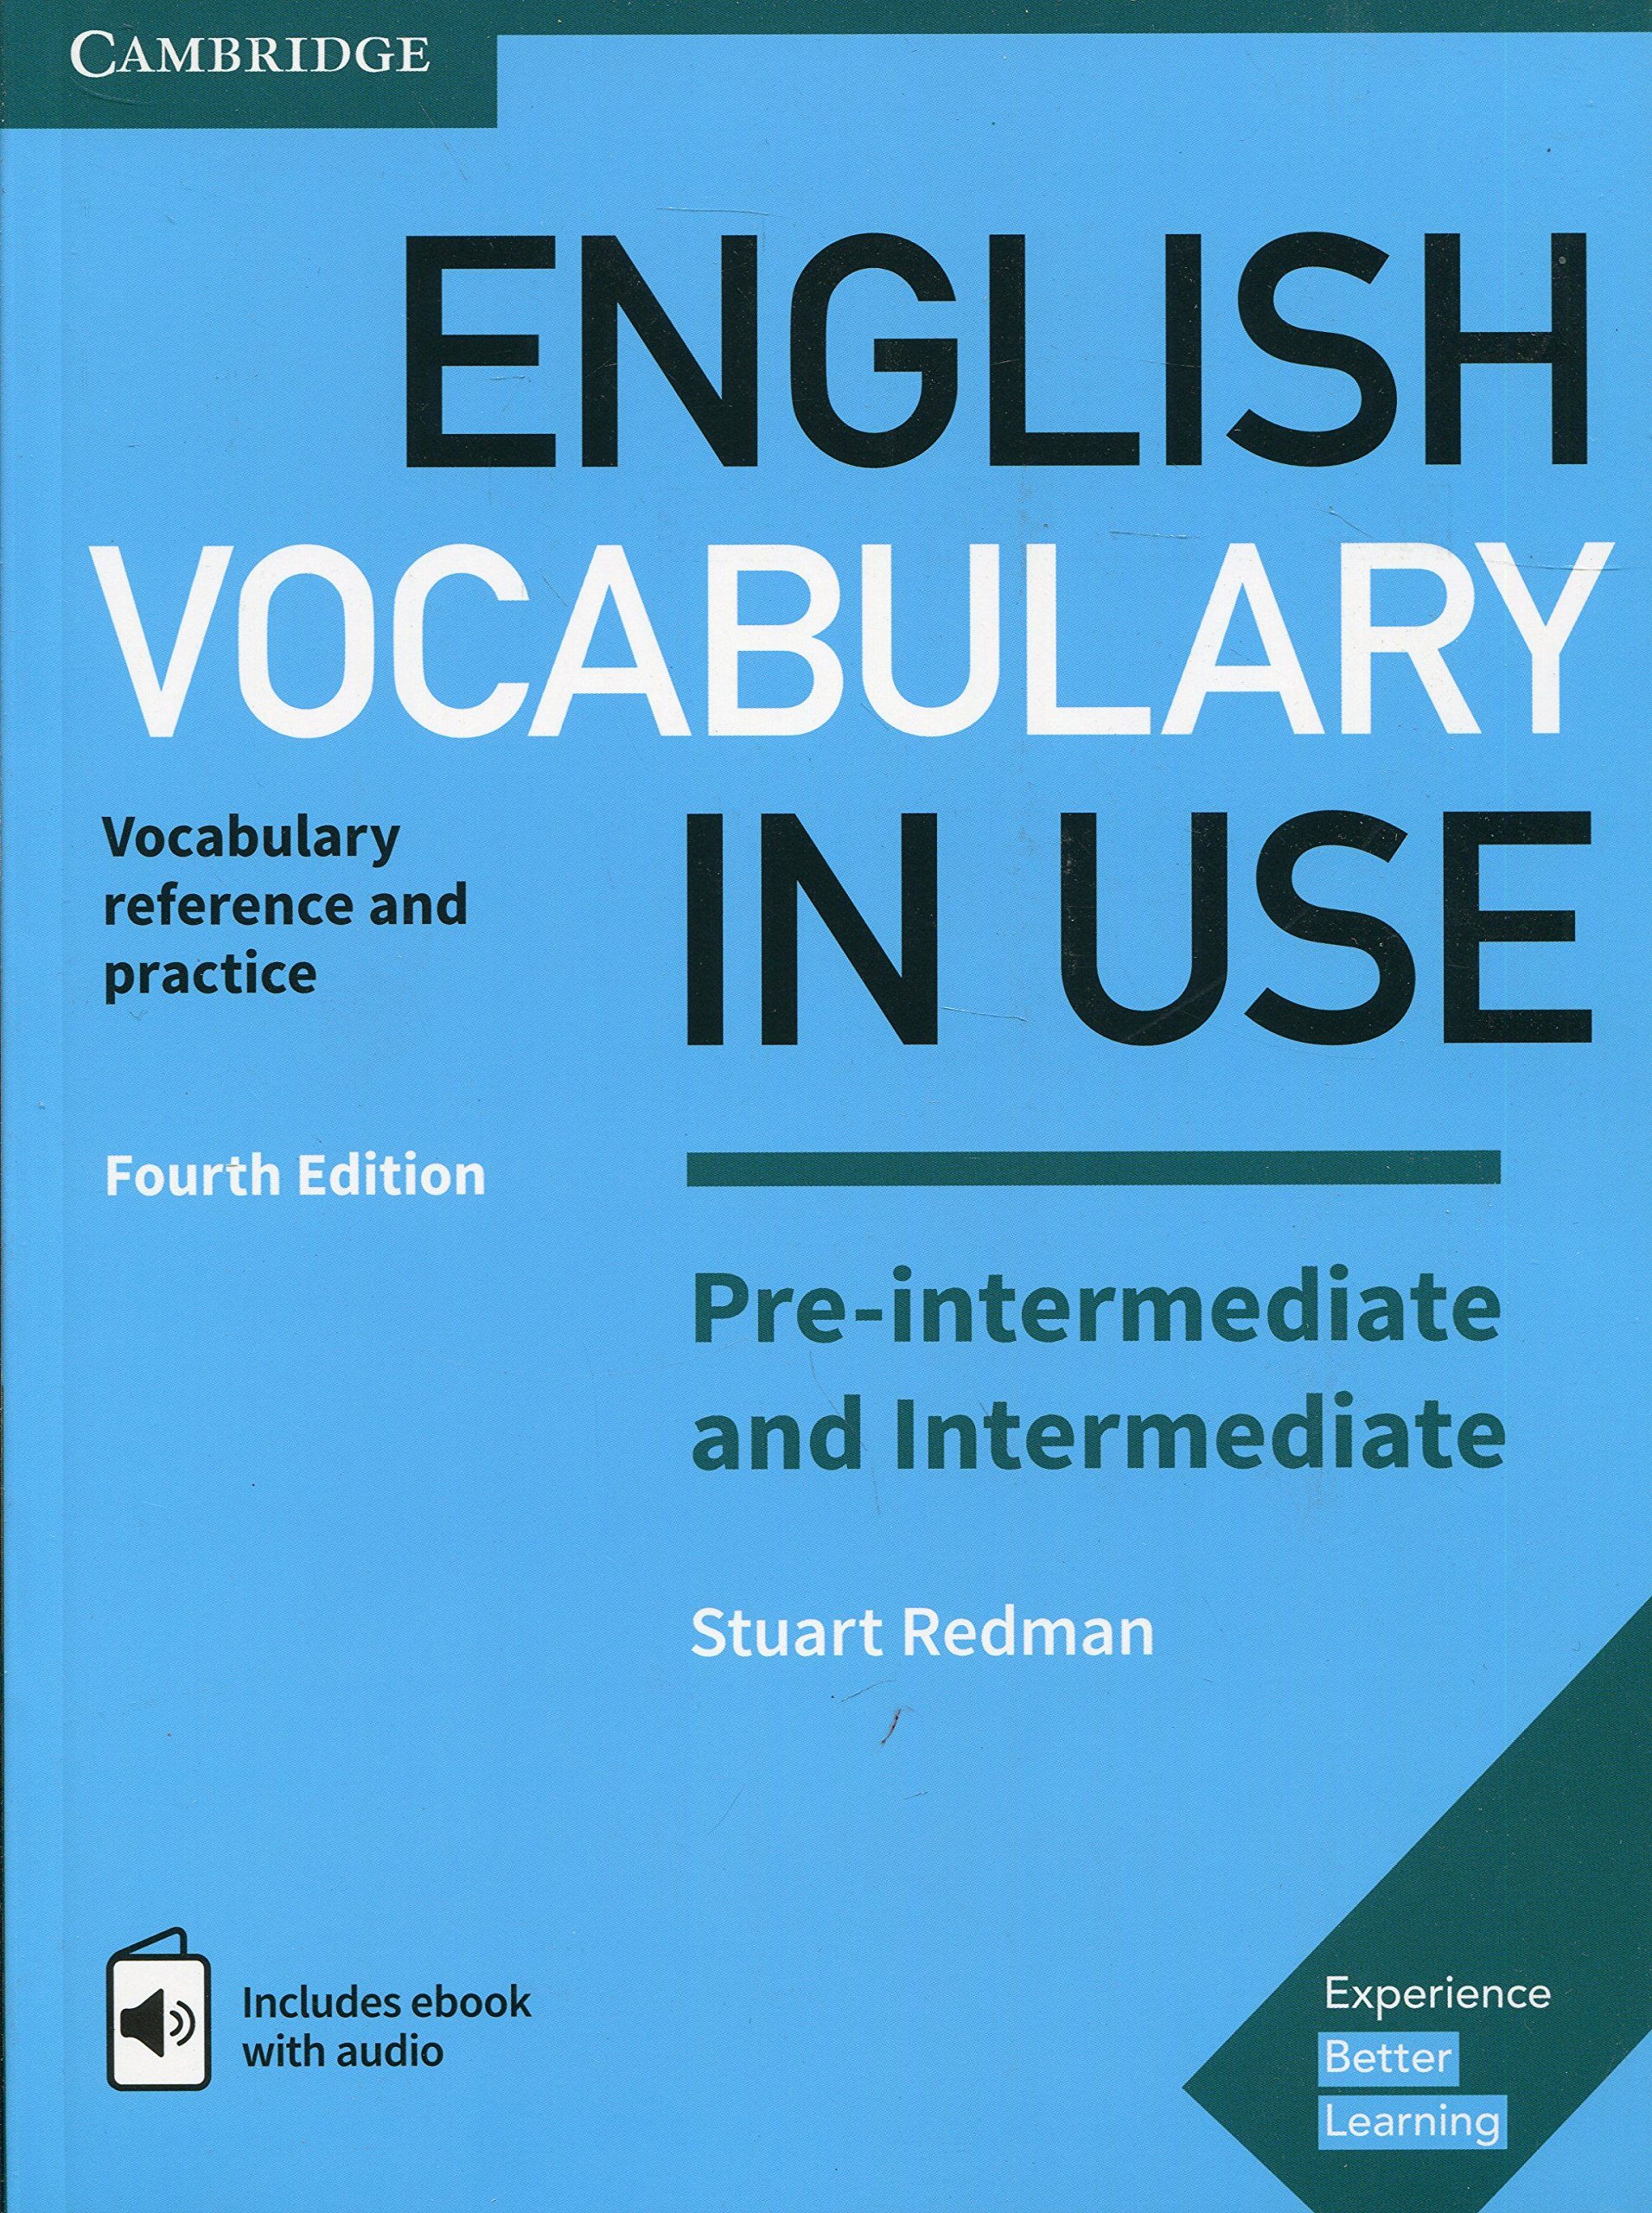 CAMBRIDGE
ENGLISH
VOCABULARY
IN USE
Vocabulary
reference and
practice
Fourth Edition
Pre-intermediate
and Intermediate
Stuart Redman
Includes ebook
with audio
Experience
Better
Learning